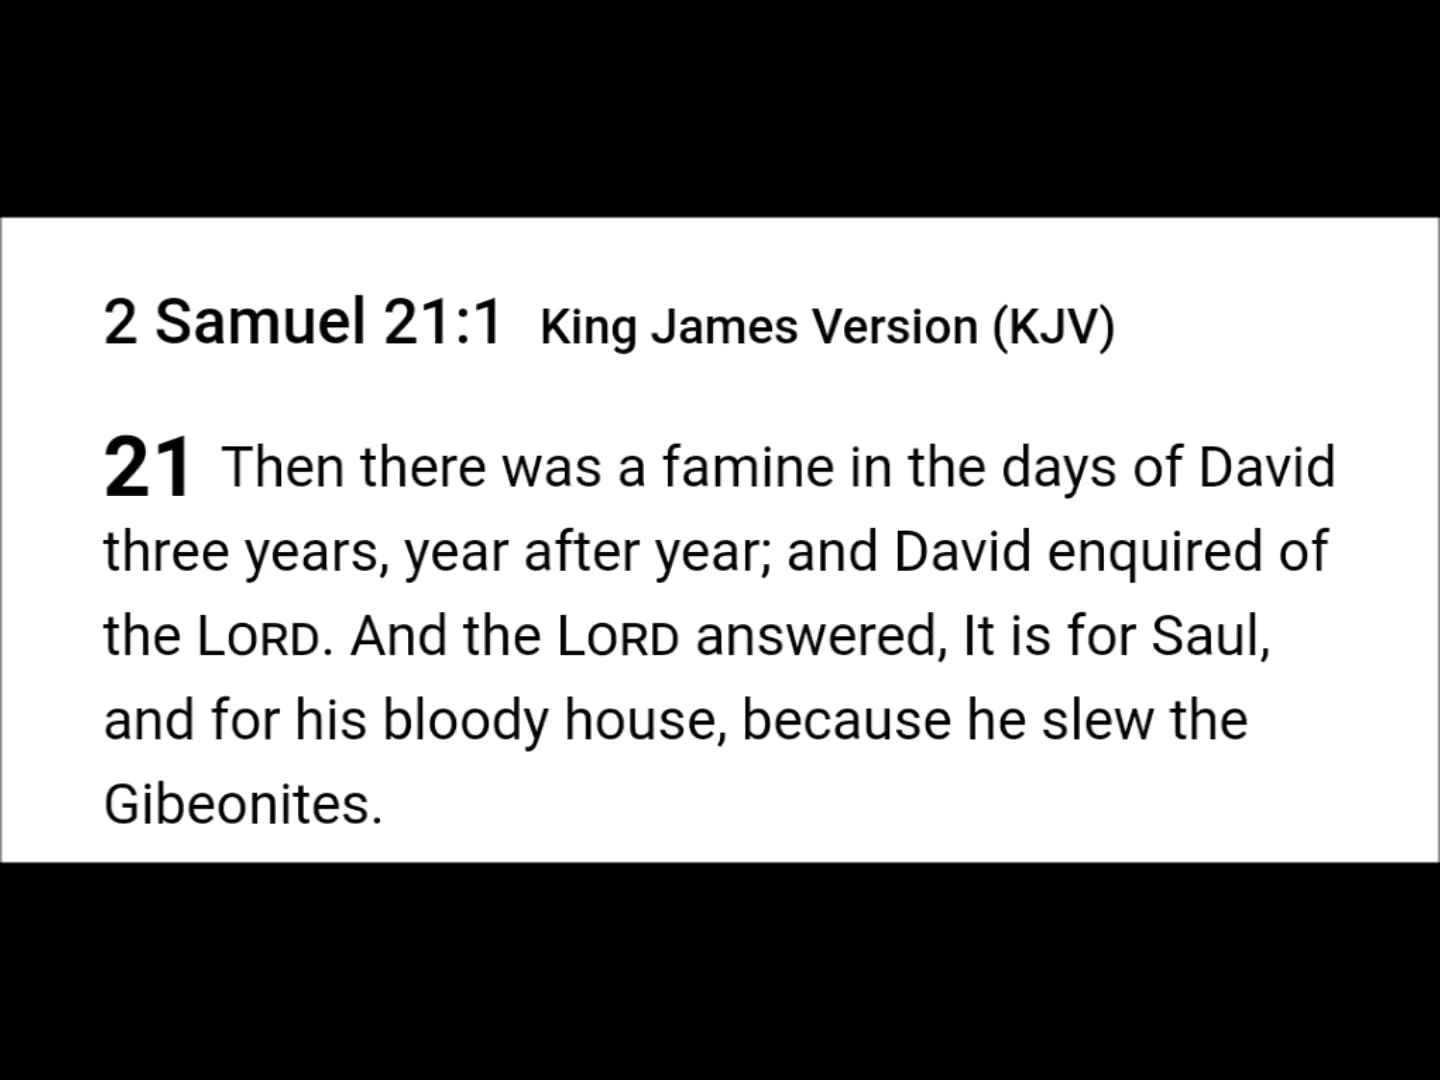 2 Samuel 21:1 King James Version (KJV)
21 Then there was a famine in the days of David
three years, year after year; and David enquired of
the LORD. And the LORD answered, It is for Saul,
and for his bloody house, because he slew the
Gibeonites.